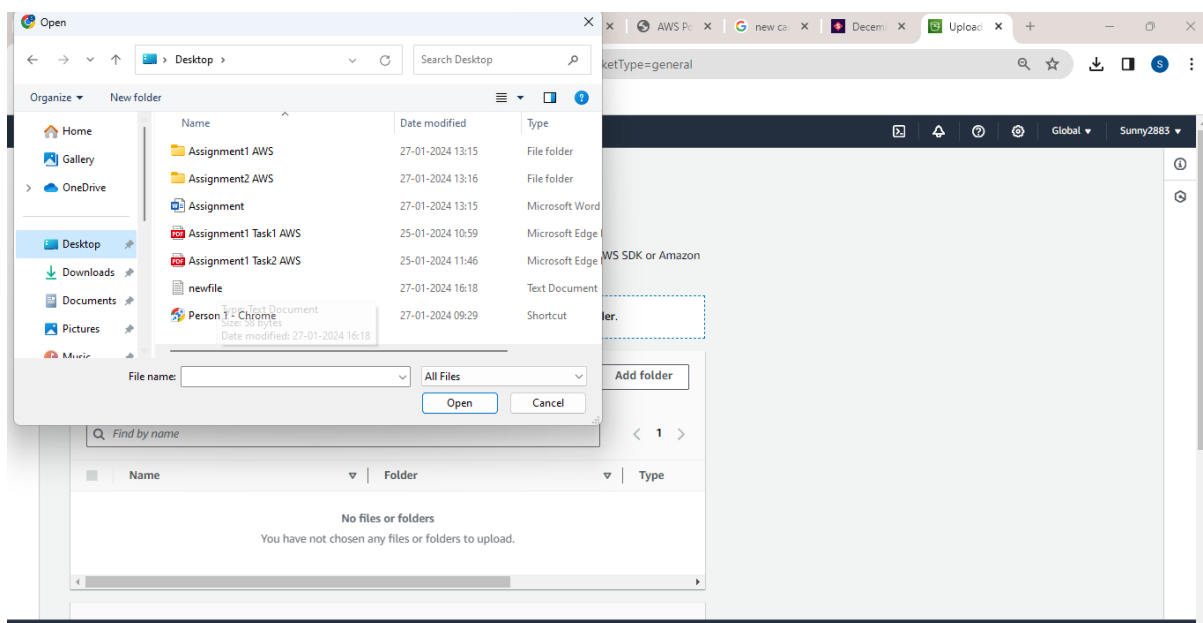 Open
AWS Po
new ca
Decem
Upload
Desktop
Search Desktop
ketType=general
S
Organize
New folder
Name
Date modified
Type
Home
Gallery
OneDrive
Desktop
Downloads
Documents
Pictures
Music
Assignment1 AWS 27-01-2024 13:15 File folder
Assignment2 AWS 27-01-2024 13:16 File folder
Assignment 27-01-2024 13:15 Microsoft Word
Assignment1 Task1 AWS 25-01-2024 10:59 Microsoft Edge
Assignment1 Task2 AWS 25-01-2024 11:46 Microsoft Edge
newfile 27-01-2024 16:18 Text Document
Person 1 - Chrome 27-01-2024 09:29 Shortcut
Type: Text Document
Size: 58 bytes
Date modified: 27-01-2024 16:18
File name:
All Files
Open
Cancel
Global
Sunny2883
WS SDK or Amazon
ler.
Add folder
Find by name
1
Name
Folder
Type
No files or folders
You have not chosen any files or folders to upload.